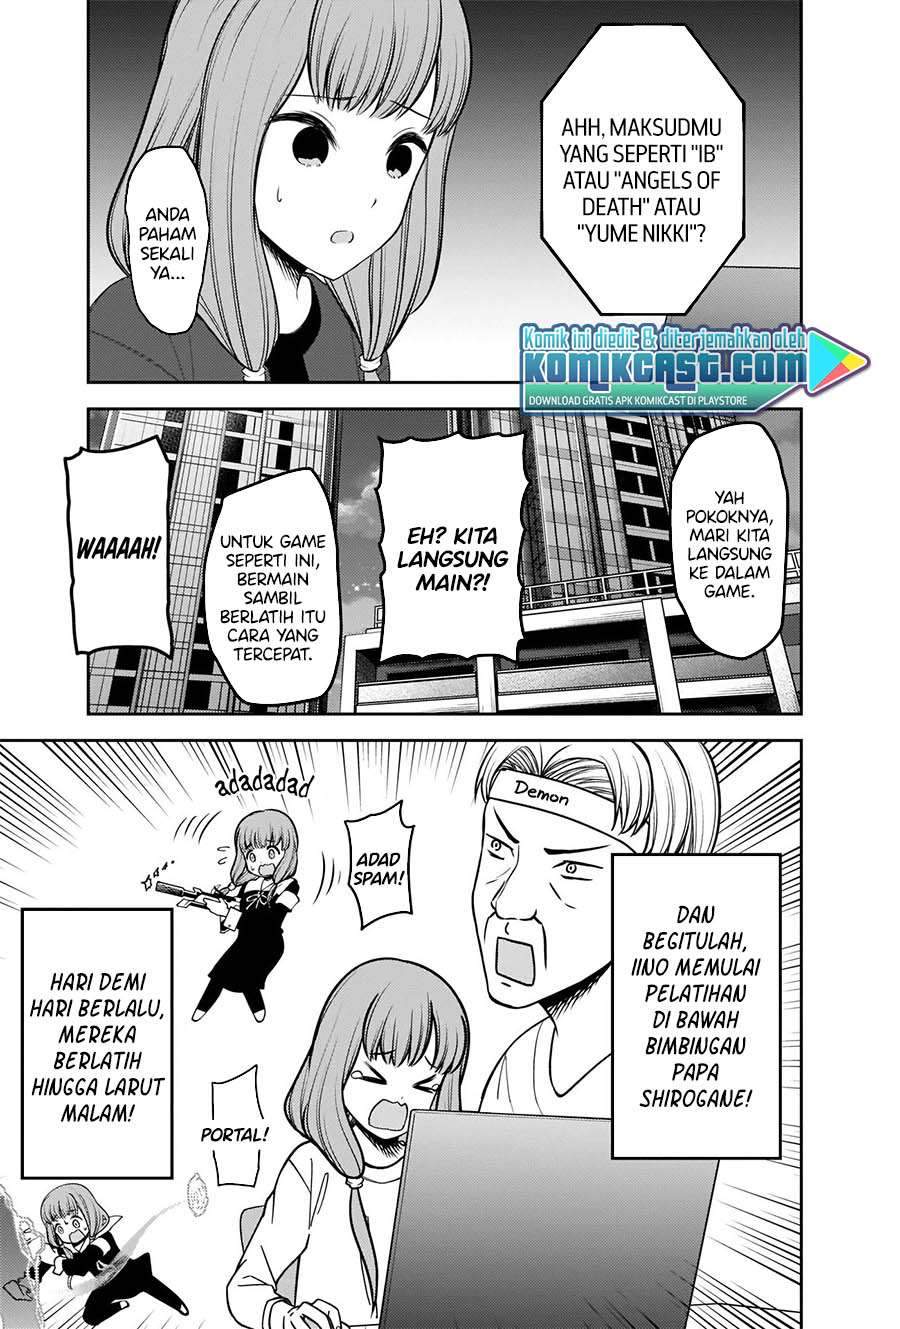 AHH, MAKSUDMU
YANG SEPERTI "IB"
ATAU "ANGELS OF
DEATH" ATAU
"YUME NIKKI"?
ANDA
PAHAM
SEKALI
YA...
Komik ini diedit & diterjemahkan oleh
KOMIKCAST.COM
DOWNLOAD GRATIS APK KOMIKCAST DI PLAYSTORE
YAH
POKOKNYA,
MARI KITA
LANGSUNG
KE DALAM
GAME.
EH? KITA
LANGSUNG
MAIN?!
UNTUK GAME
SEPERTI INI,
BERMAIN
SAMBIL
BERLATIH ITU
CARA YANG
TERCEPAT.
WAAAAH!
Demon
DAN
BEGITULAH,
IINO MEMULAI
PELATIHAN
DI BAWAH
BIMBINGAN
PAPA
SHIROGANE!
adadadad
ADAD
SPAM!
HARI DEMI
HARI BERLALU,
MEREKA
BERLATIH
HINGGA LARUT
MALAM!
PORTAL!